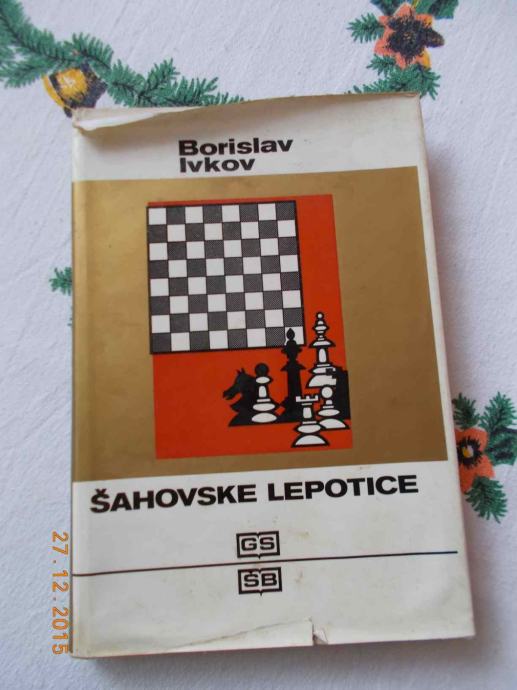 Borislav
Ivkov
ŠAHOVSKE LEPOTICE
GS
ŠB
27.12.2015